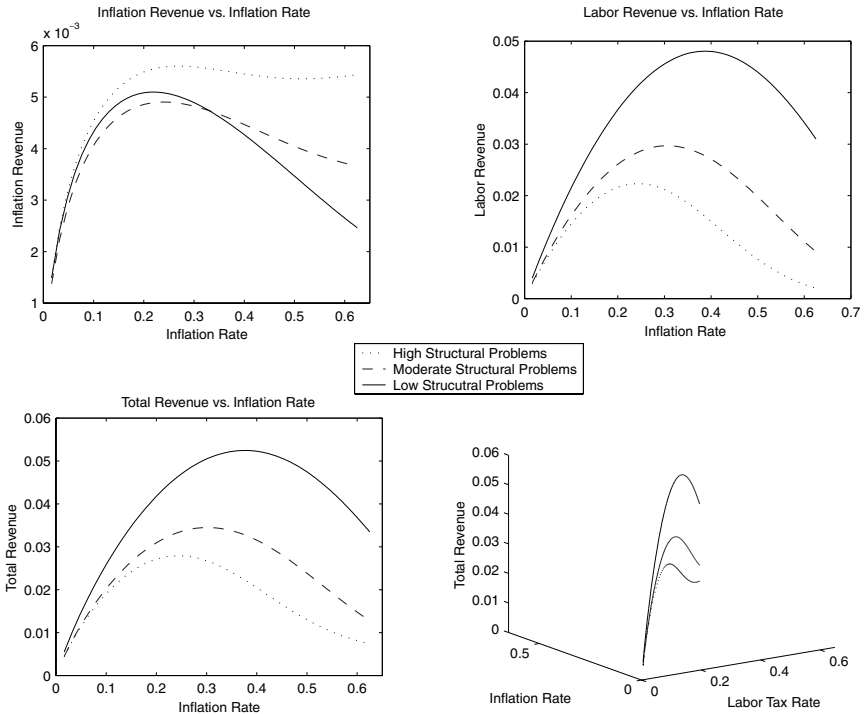 Inflation Revenue vs. Inflation Rate
x 10⁻³
6
5
4
3
2
1
Inflation Revenue
0 0.1 0.2 0.3 0.4 0.5 0.6
Inflation Rate
Labor Revenue vs. Inflation Rate
0.05
0.04
0.03
0.02
0.01
0
Labor Revenue
0 0.1 0.2 0.3 0.4 0.5 0.6 0.7
Inflation Rate
High Structural Problems
Moderate Structural Problems
Low Strucutral Problems
Total Revenue vs. Inflation Rate
0.06
0.05
0.04
0.03
0.02
0.01
0
Total Revenue
0 0.1 0.2 0.3 0.4 0.5 0.6
Inflation Rate
0.06
0.05
0.04
0.03
0.02
0.01
0
Total Revenue
0.5
0
Inflation Rate
0 0.2 0.4 0.6
Labor Tax Rate